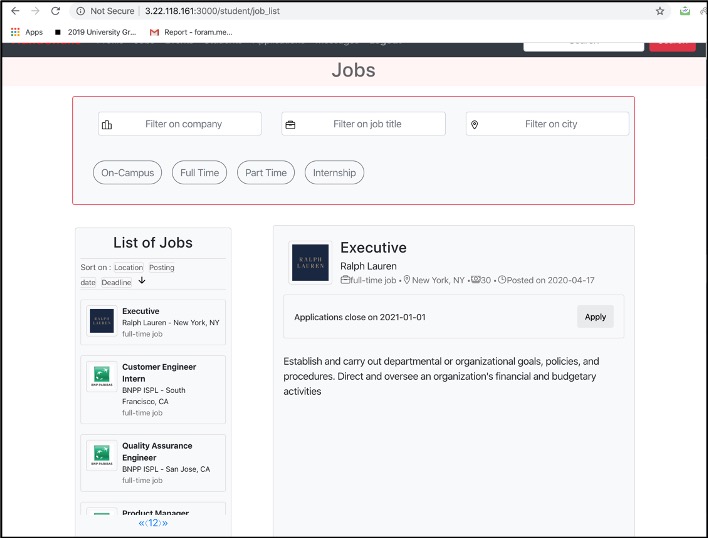 Not Secure | 3.22.118.161:3000/student/job_list
Apps 2019 University Gr... Report - foram.me...
Jobs
Filter on company Filter on job title Filter on city
On-Campus Full Time Part Time Internship
List of Jobs
Sort on : Location Posting
date Deadline
Executive
Ralph Lauren - New York, NY
full-time job
Customer Engineer
Intern
BNPP ISPL - South
Francisco, CA
full-time job
Quality Assurance
Engineer
BNPP ISPL - San Jose, CA
full-time job
Product Manager
«⟨12⟩»
RALPH
LAUREN
Executive
Ralph Lauren
full-time job • New York, NY • 30 • Posted on 2020-04-17
Applications close on 2021-01-01 Apply
Establish and carry out departmental or organizational goals, policies, and
procedures. Direct and oversee an organization's financial and budgetary
activities